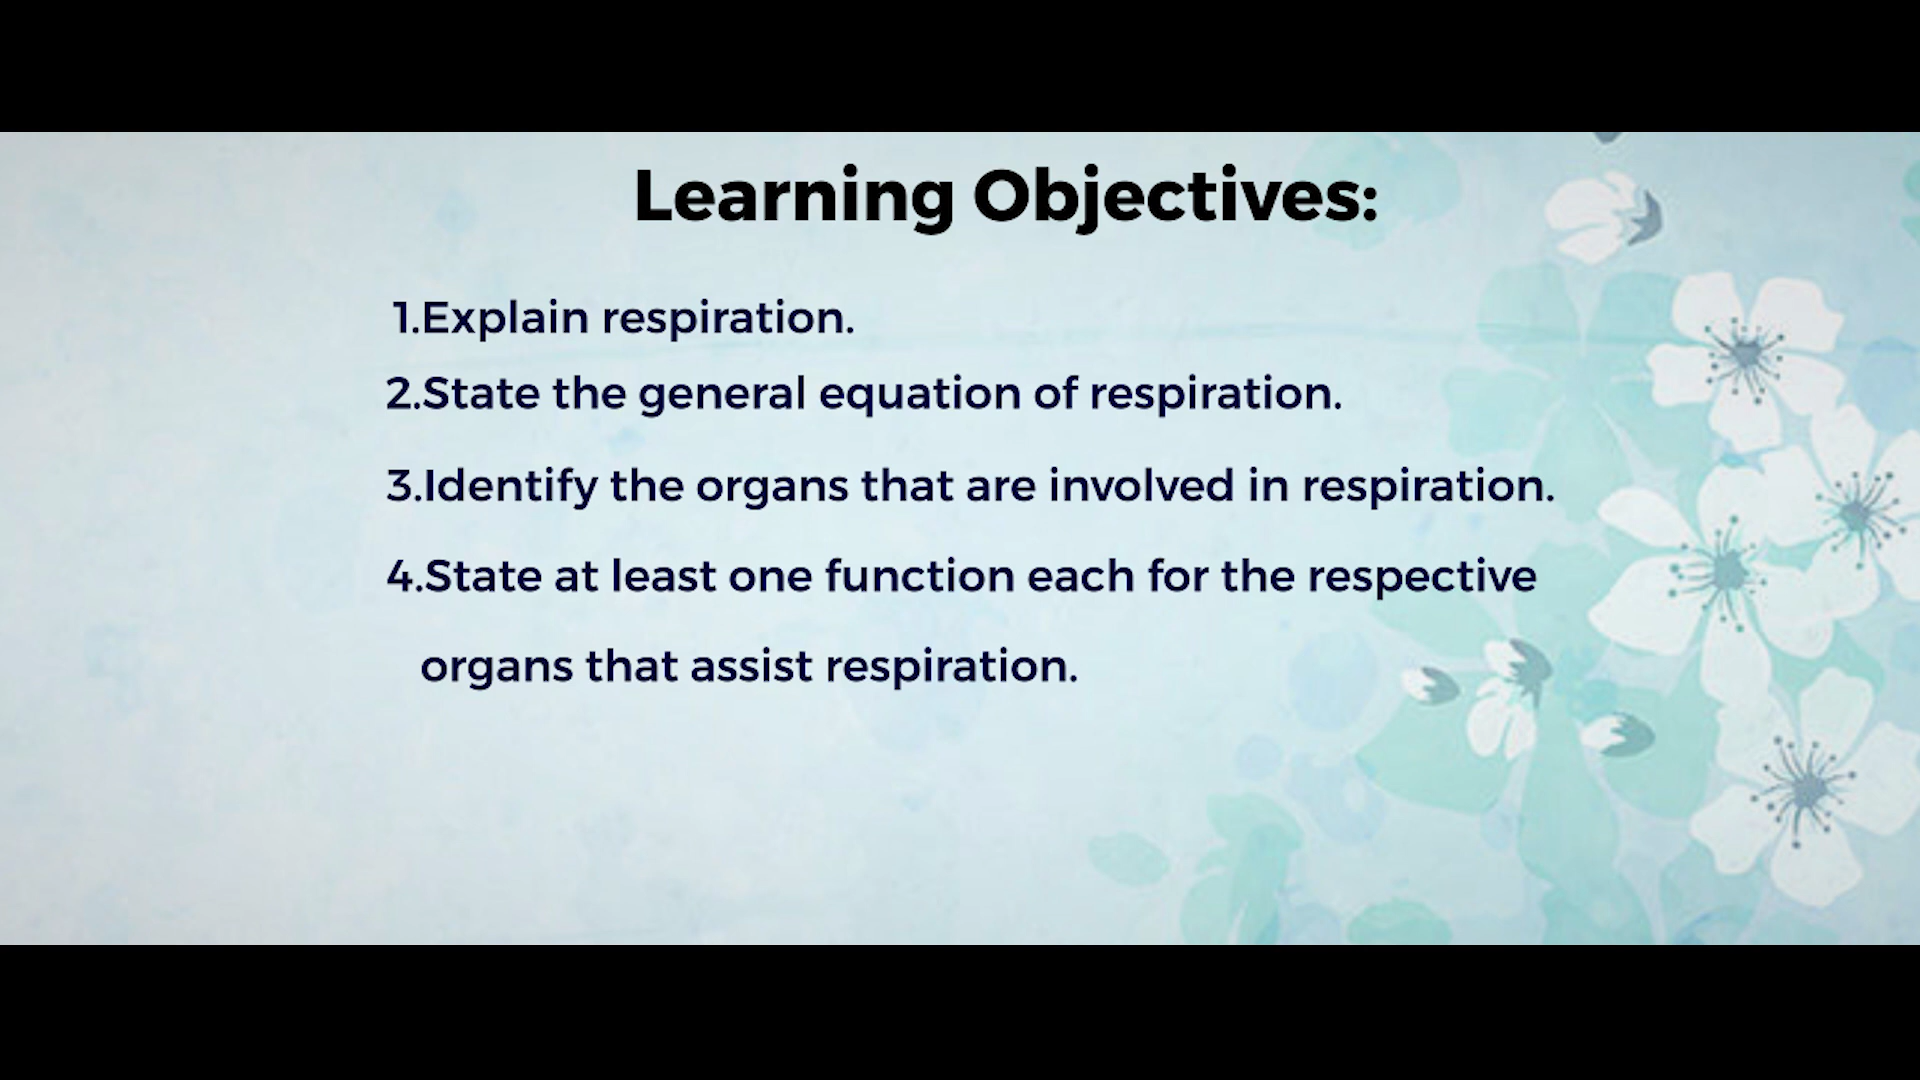 Learning Objectives:
1.Explain respiration.
2.State the general equation of respiration.
3.Identify the organs that are involved in respiration.
4.State at least one function each for the respective
organs that assist respiration.